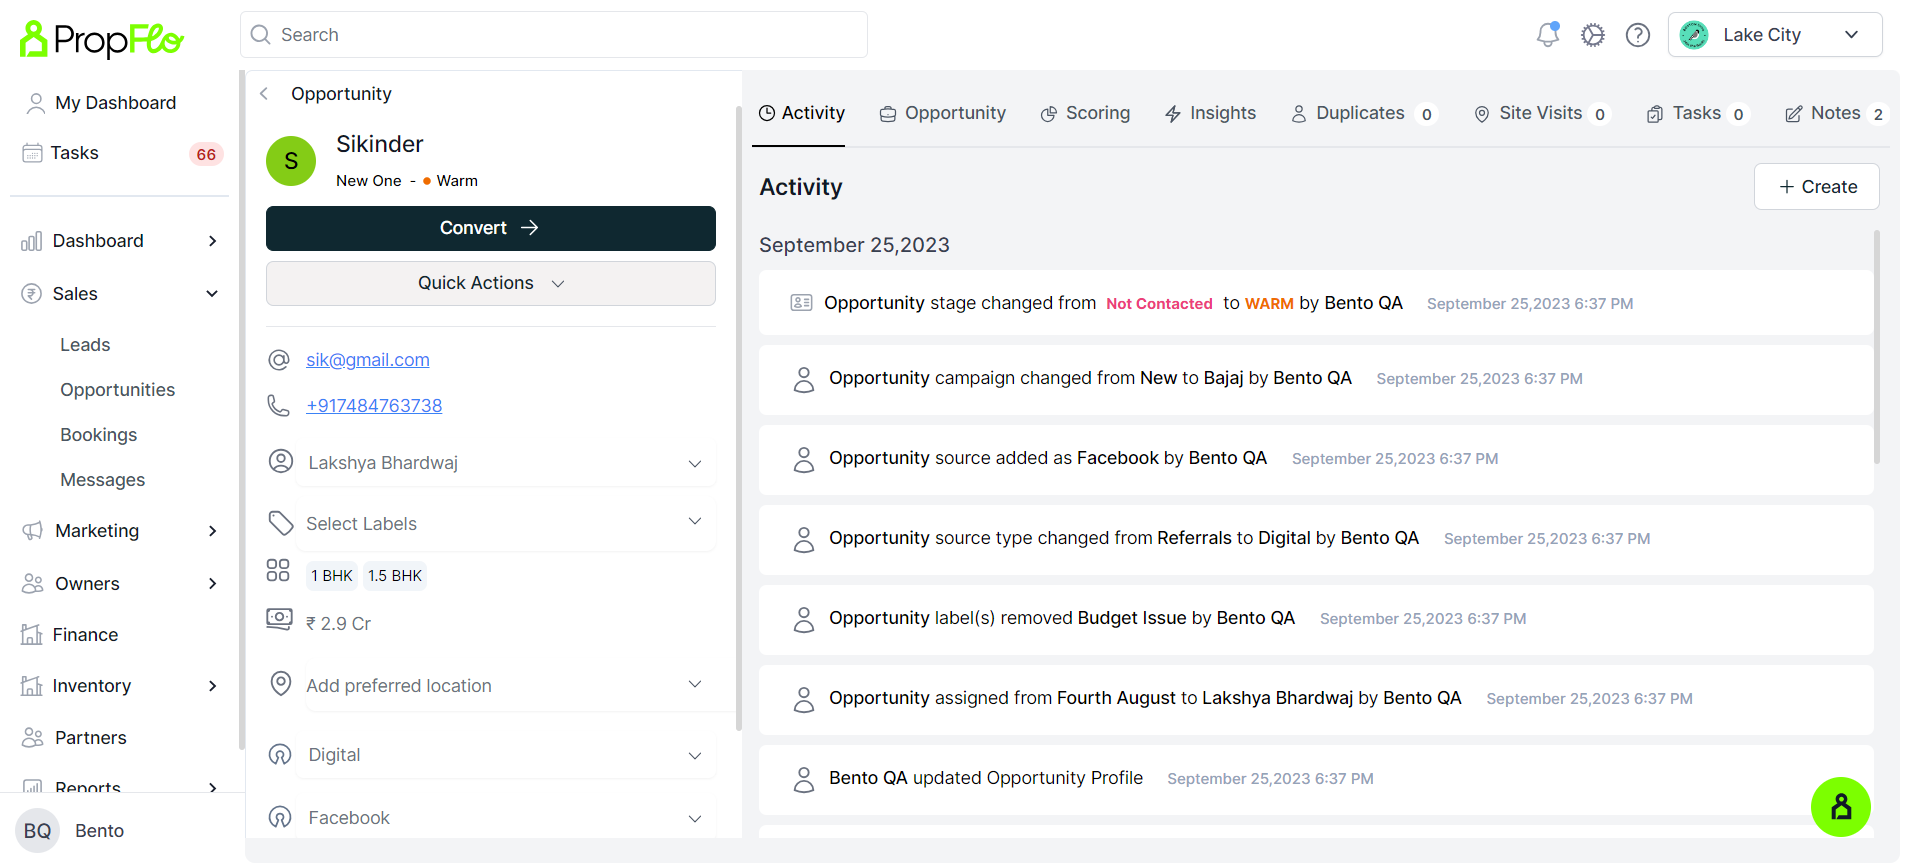 PropFlo
Search
Lake City
My Dashboard
Tasks 66
Dashboard
Sales
Leads
Opportunities
Bookings
Messages
Marketing
Owners
Finance
Inventory
Partners
Reports
BQ Bento
Opportunity
S
Sikinder
New One - Warm
Convert
Quick Actions
sik@gmail.com
+917484763738
Lakshya Bhardwaj
Select Labels
1 BHK 1.5 BHK
₹ 2.9 Cr
Add preferred location
Digital
Facebook
Activity Opportunity Scoring Insights Duplicates 0 Site Visits 0 Tasks 0 Notes 2
Activity
+ Create
September 25,2023
Opportunity stage changed from Not Contacted to WARM by Bento QA September 25,2023 6:37 PM
Opportunity campaign changed from New to Bajaj by Bento QA September 25,2023 6:37 PM
Opportunity source added as Facebook by Bento QA September 25,2023 6:37 PM
Opportunity source type changed from Referrals to Digital by Bento QA September 25,2023 6:37 PM
Opportunity label(s) removed Budget Issue by Bento QA September 25,2023 6:37 PM
Opportunity assigned from Fourth August to Lakshya Bhardwaj by Bento QA September 25,2023 6:37 PM
Bento QA updated Opportunity Profile September 25,2023 6:37 PM